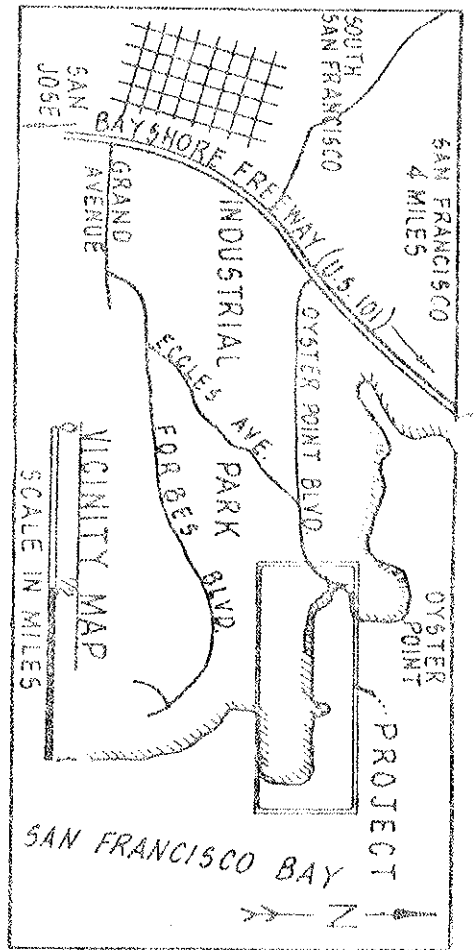 SAN FRANCISCO
4 MILES
SOUTH
SAN FRANCISCO
BAYSHORE FREEWAY (U.S. 101)
OYSTER
POINT
PROJECT
OYSTER POINT BLVD.
INDUSTRIAL
PARK
ECCLES AVE.
FORBES BLVD.
GRAND
AVENUE
SAN
JOSE
SAN FRANCISCO BAY
N
VICINITY MAP
0 1/2
SCALE IN MILES